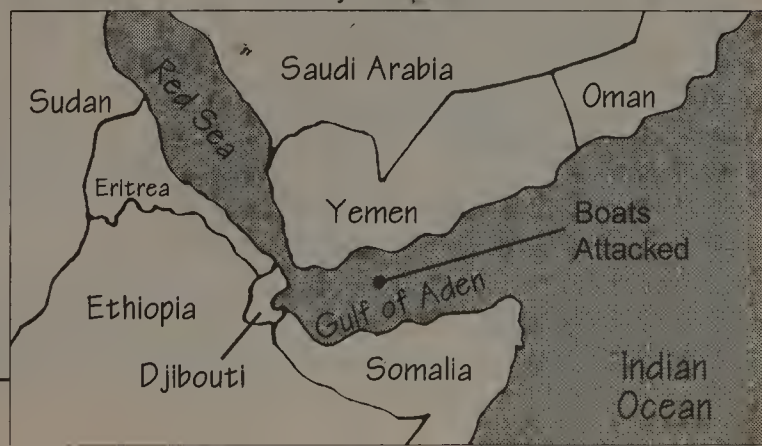 Saudi Arabia
Red Sea
Sudan
Oman
Eritrea
Yemen
Boats
Attacked
Ethiopia
Gulf of Aden
Djibouti
Somalia
Indian
Ocean